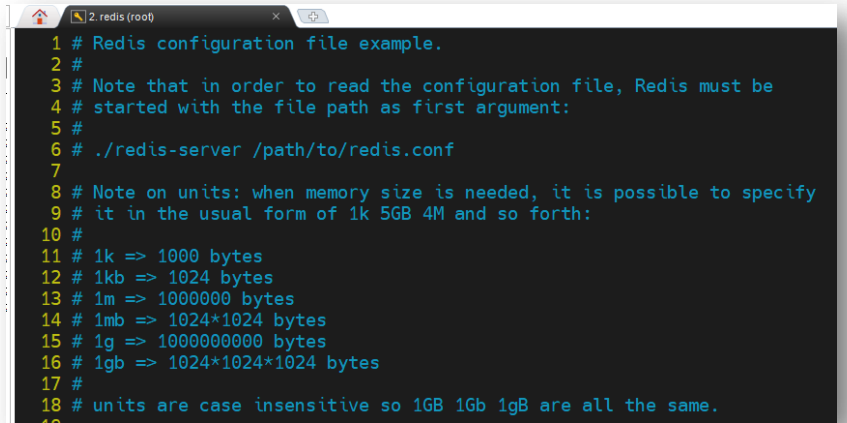 2. redis (root)
1 # Redis configuration file example.
2 #
3 # Note that in order to read the configuration file, Redis must be
4 # started with the file path as first argument:
5 #
6 # ./redis-server /path/to/redis.conf
7
8 # Note on units: when memory size is needed, it is possible to specify
9 # it in the usual form of 1k 5GB 4M and so forth:
10 #
11 # 1k => 1000 bytes
12 # 1kb => 1024 bytes
13 # 1m => 1000000 bytes
14 # 1mb => 1024*1024 bytes
15 # 1g => 1000000000 bytes
16 # 1gb => 1024*1024*1024 bytes
17 #
18 # units are case insensitive so 1GB 1Gb 1gB are all the same.